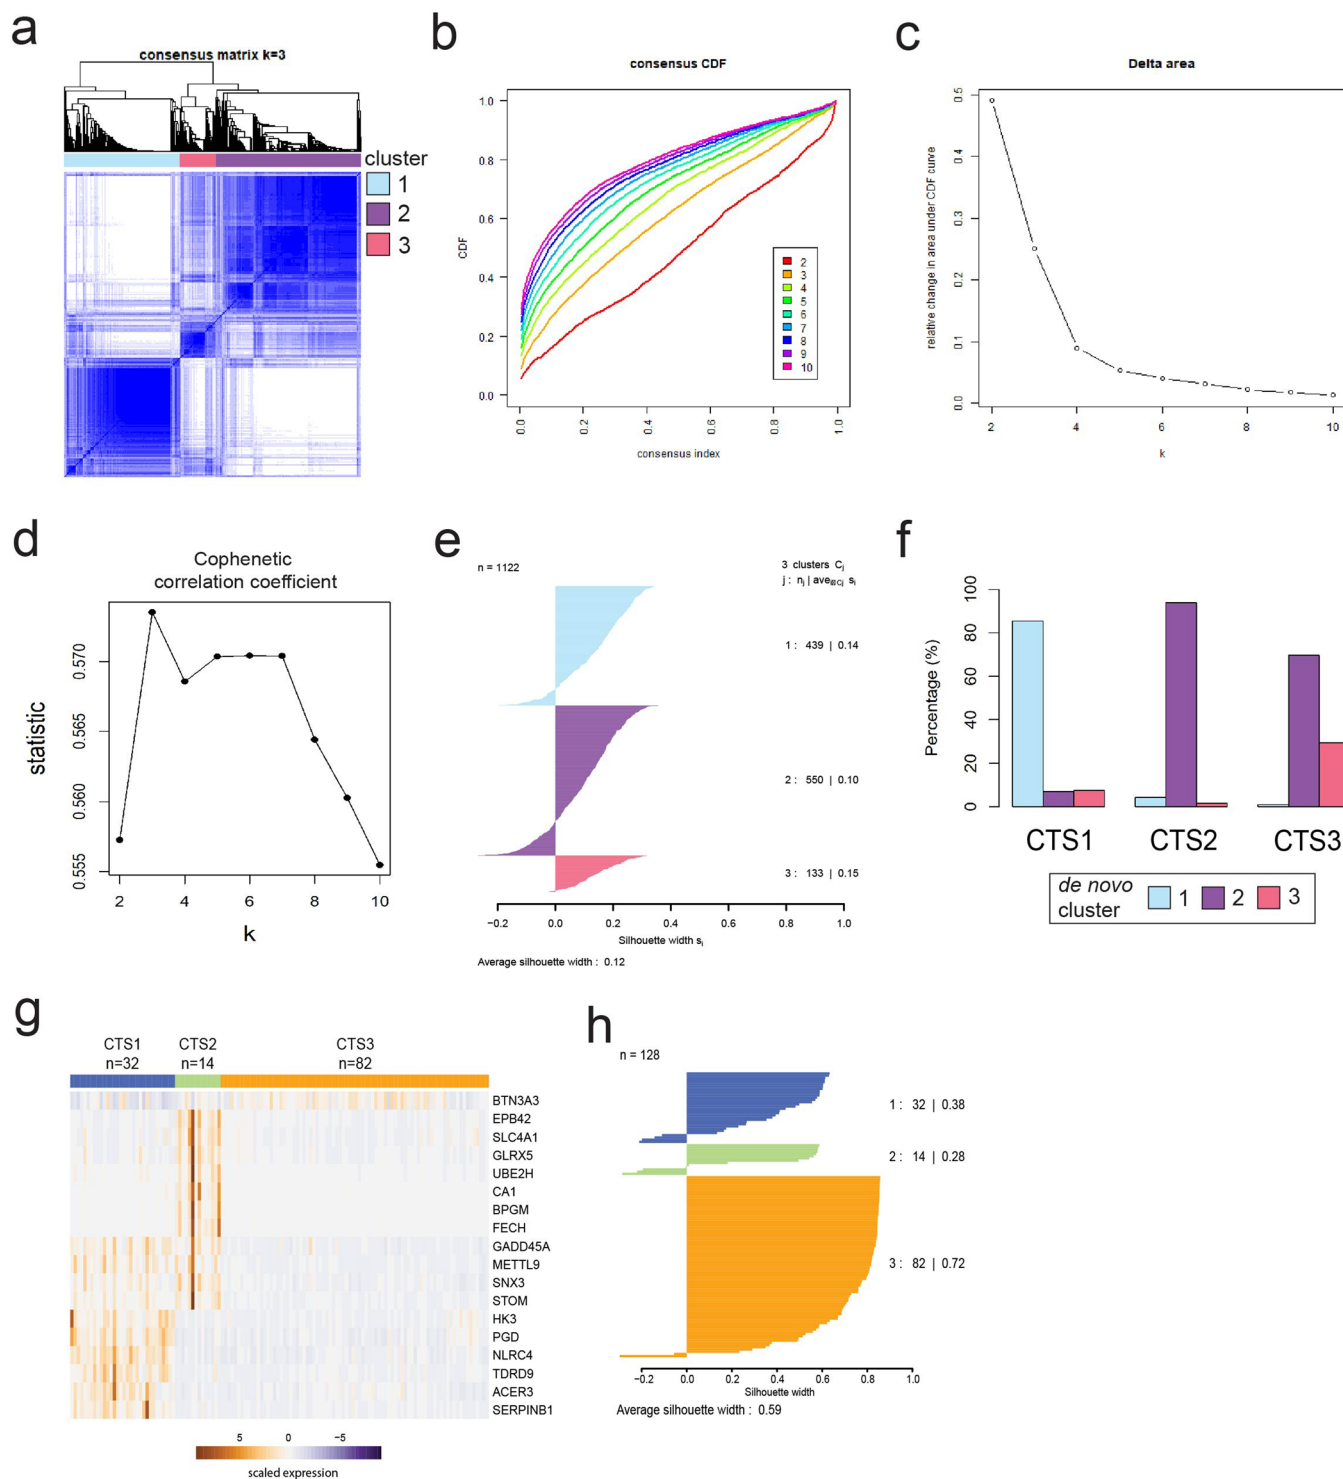 a
consensus matrix k=3
cluster
1
2
3
b
consensus CDF
CDF
1.0
0.8
0.6
0.4
0.2
0.0
2
3
4
5
6
7
8
9
10
0.0 0.2 0.4 0.6 0.8 1.0
consensus index
c
Delta area
relative change in area under CDF curve
0.5
0.4
0.3
0.2
0.1
0.0
2 4 6 8 10
k
d
Cophenetic
correlation coefficient
statistic
0.570
0.565
0.560
0.555
2 4 6 8 10
k
e
n = 1122
3 clusters Cj
j : nj | avei∈Cj si
1 : 439 | 0.14
2 : 550 | 0.10
3 : 133 | 0.15
−0.2 0.0 0.2 0.4 0.6 0.8 1.0
Silhouette width si
Average silhouette width : 0.12
f
Percentage (%)
100
80
60
40
20
0
CTS1 CTS2 CTS3
de novo
cluster
1 2 3
g
CTS1 CTS2 CTS3
n=32 n=14 n=82
BTN3A3
EPB42
SLC4A1
GLRX5
UBE2H
CA1
BPGM
FECH
GADD45A
METTL9
SNX3
STOM
HK3
PGD
NLRC4
TDRD9
ACER3
SERPINB1
5 0 −5
scaled expression
h
n = 128
1 : 32 | 0.38
2 : 14 | 0.28
3 : 82 | 0.72
−0.2 0.0 0.2 0.4 0.6 0.8 1.0
Silhouette width
Average silhouette width : 0.59